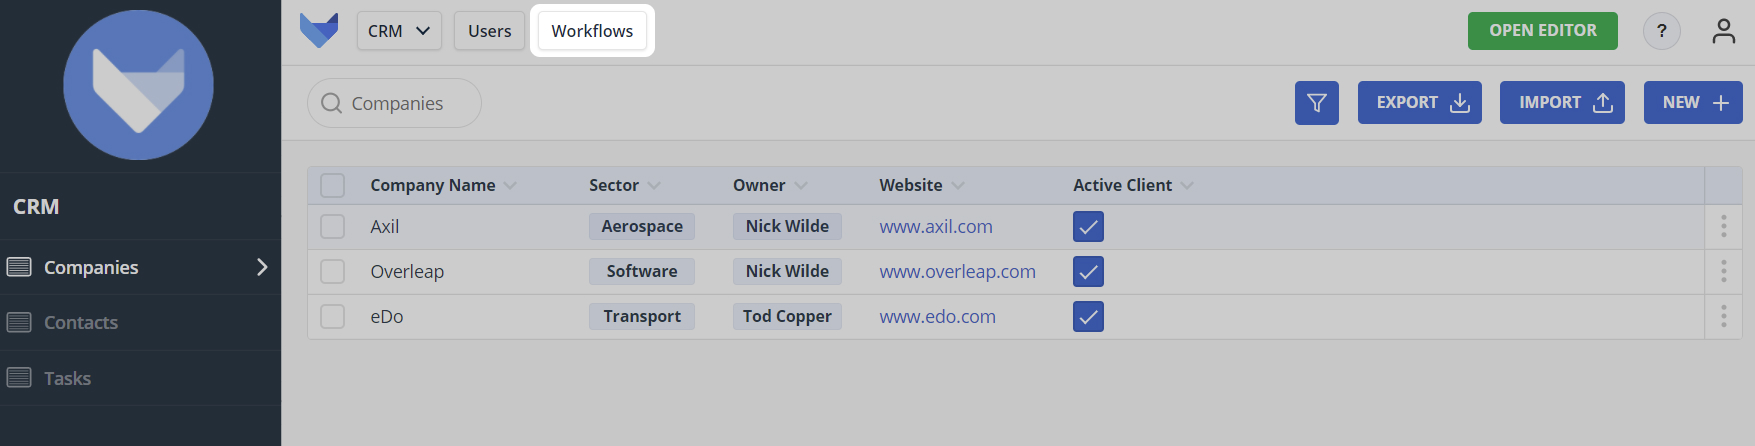 CRM Users Workflows OPEN EDITOR ?
Companies EXPORT IMPORT NEW
CRM
Companies
Contacts
Tasks
Company Name Sector Owner Website Active Client
Axil Aerospace Nick Wilde www.axil.com
Overleap Software Nick Wilde www.overleap.com
eDo Transport Tod Copper www.edo.com